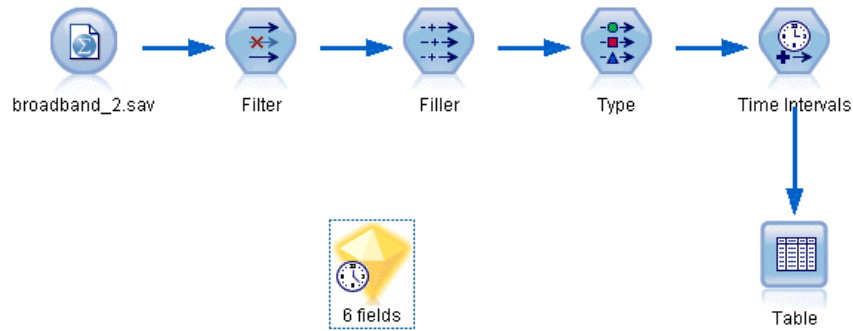 broadband_2.sav
Filter
Filler
Type
Time Intervals
6 fields
Table